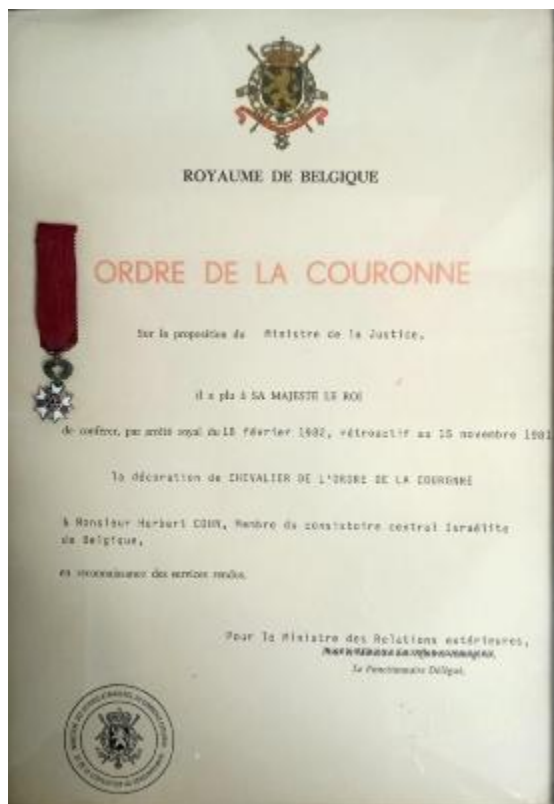 ROYAUME DE BELGIQUE
ORDRE DE LA COURONNE
Sur la proposition du Ministre de la Justice,
il a plu à SA MAJESTE LE ROI
de conférer, par arrêté royal du février 1982, rétroactif au 15 novembre 1981
la décoration de CHEVALIER DE L'ORDRE DE LA COURONNE
à Monsieur Herbert COHN, Membre du consistoire central israélite
de Belgique,
en reconnaissance des services rendus.
Pour le Ministre des Relations extérieures,
Le Fonctionnaire Délégué,